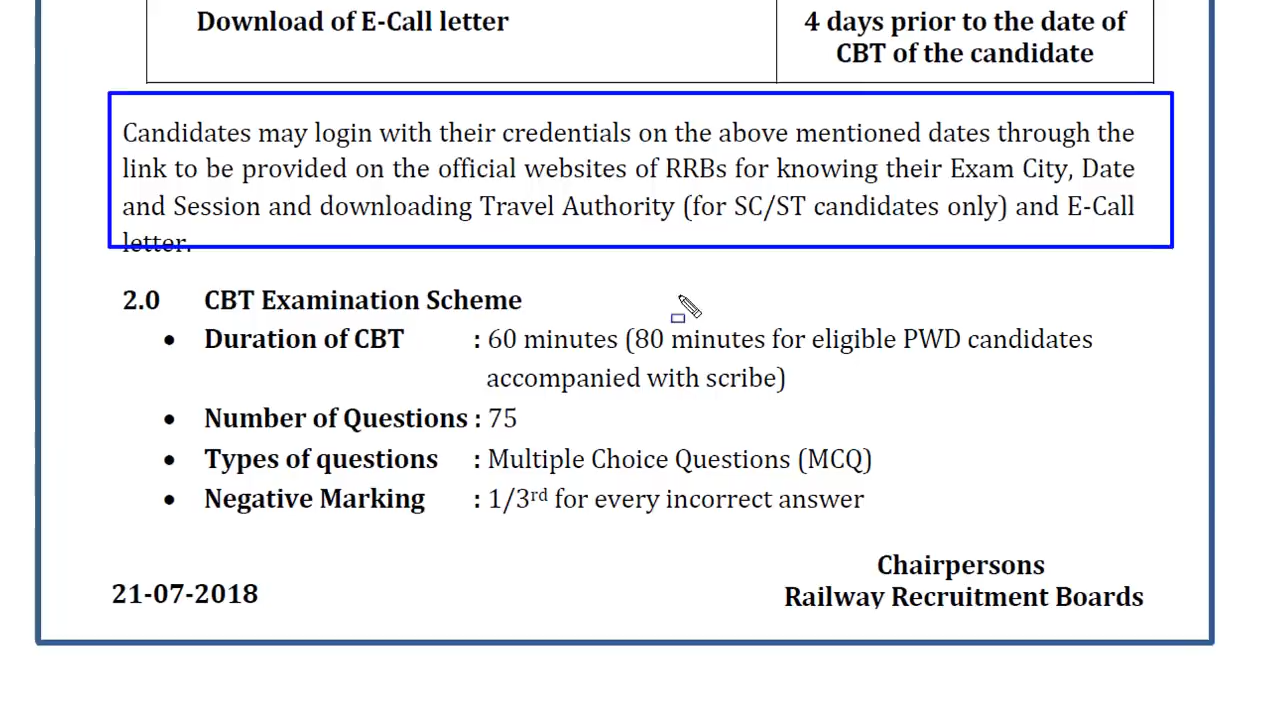 Download of E-Call letter
4 days prior to the date of
CBT of the candidate
Candidates may login with their credentials on the above mentioned dates through the
link to be provided on the official websites of RRBs for knowing their Exam City, Date
and Session and downloading Travel Authority (for SC/ST candidates only) and E-Call
letter.
2.0 CBT Examination Scheme
• Duration of CBT : 60 minutes (80 minutes for eligible PWD candidates
accompanied with scribe)
• Number of Questions : 75
• Types of questions : Multiple Choice Questions (MCQ)
• Negative Marking : 1/3rd for every incorrect answer
Chairpersons
21-07-2018 Railway Recruitment Boards